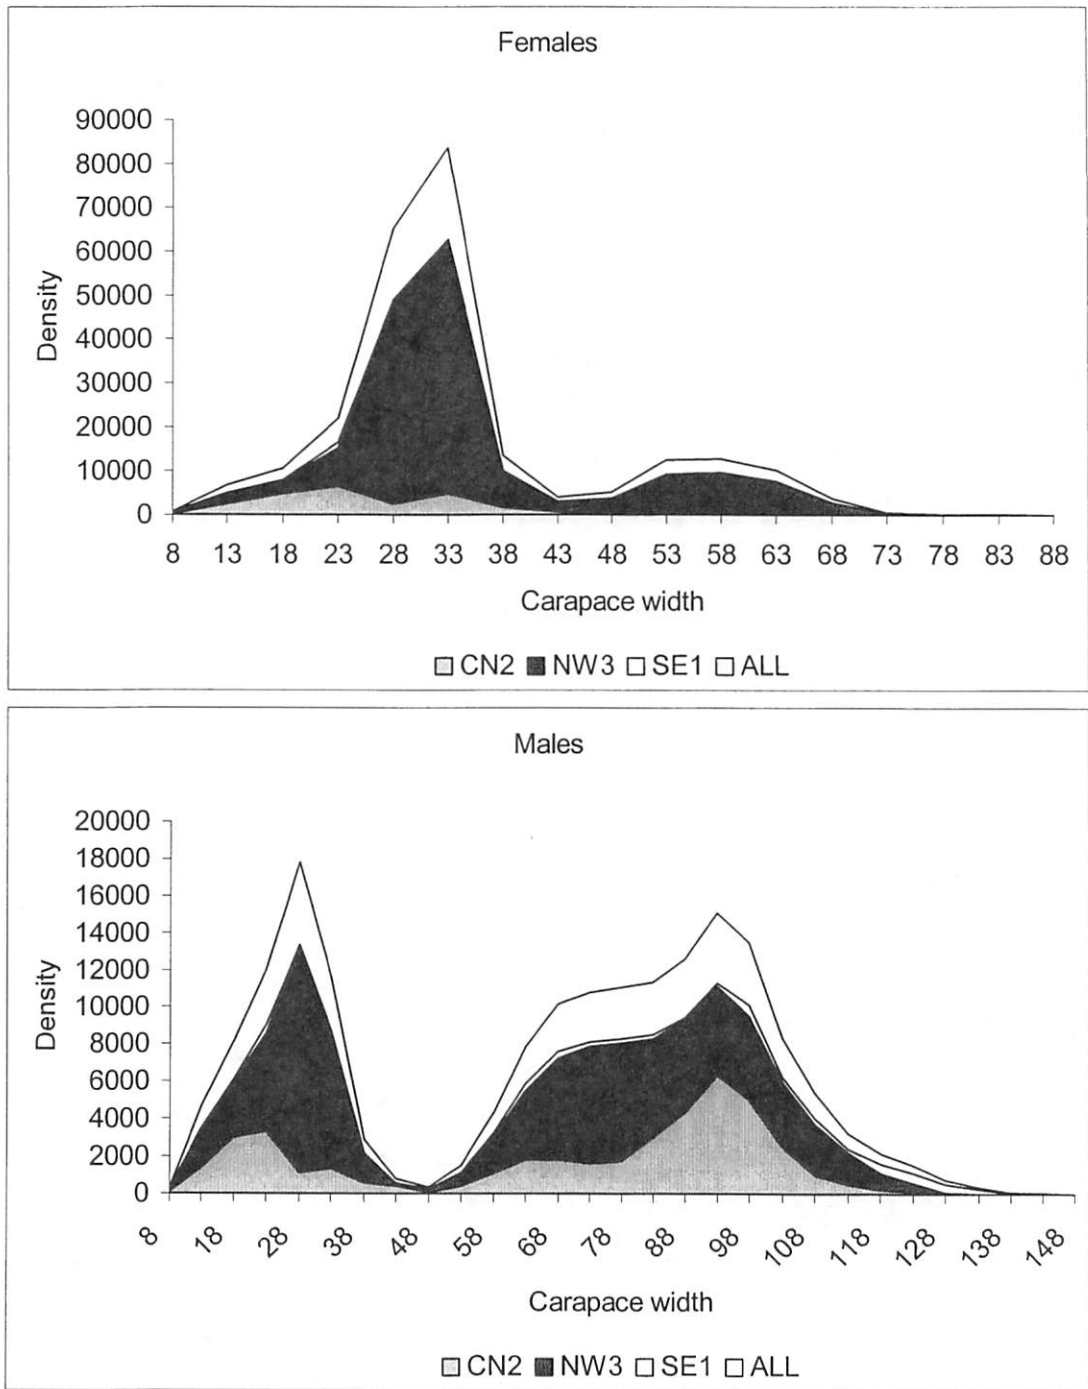 Females
90000
80000
70000
60000
50000
40000
30000
20000
10000
0
Density
8 13 18 23 28 33 38 43 48 53 58 63 68 73 78 83 88
Carapace width
CN2 NW3 SE1 ALL
Males
20000
18000
16000
14000
12000
10000
8000
6000
4000
2000
0
Density
8 18 28 38 48 58 68 78 88 98 108 118 128 138 148
Carapace width
CN2 NW3 SE1 ALL